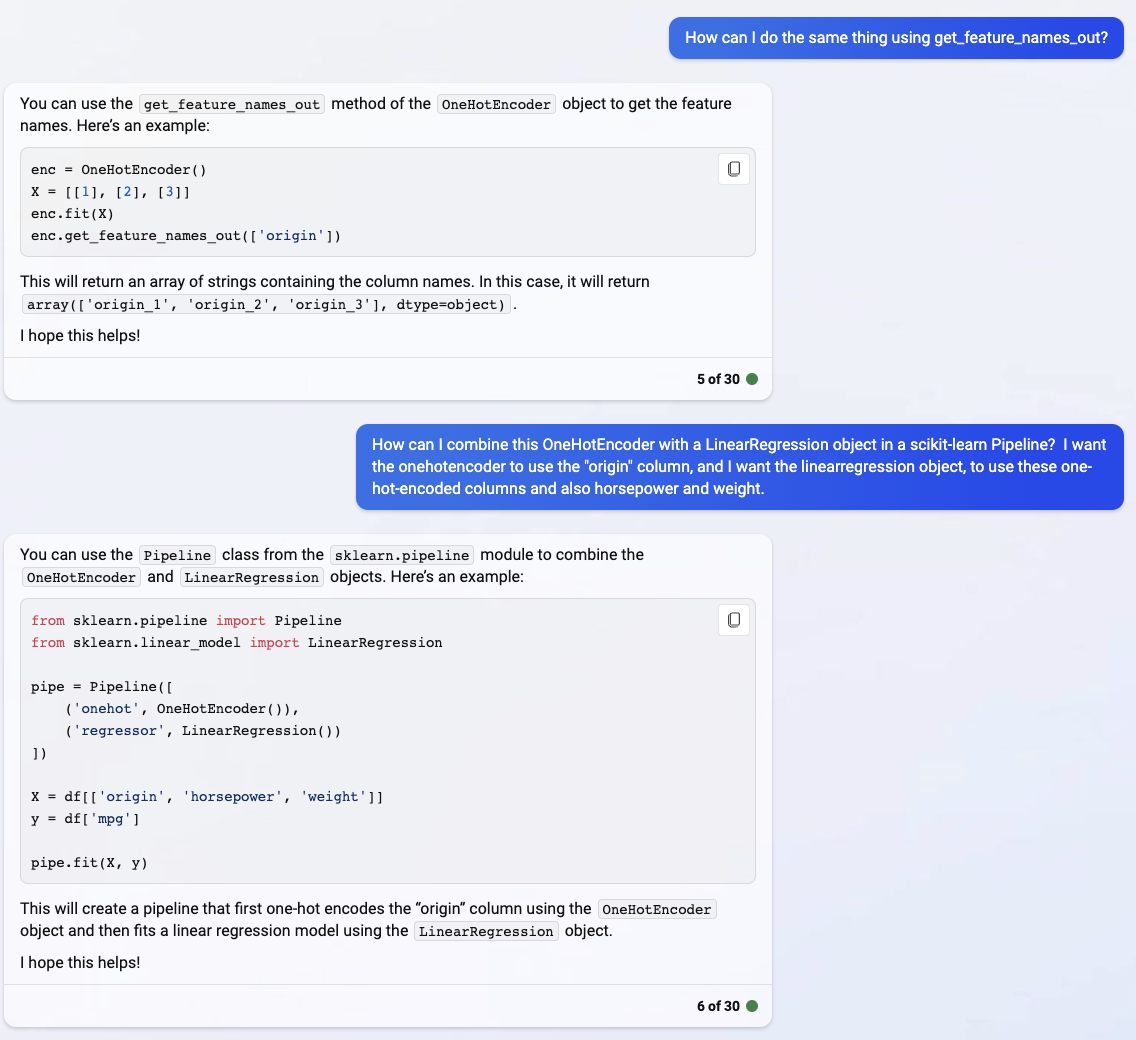 How can I do the same thing using get_feature_names_out?
You can use the get_feature_names_out method of the OneHotEncoder object to get the feature
names. Here’s an example:
enc = OneHotEncoder()
X = [[1], [2], [3]]
enc.fit(X)
enc.get_feature_names_out(['origin'])
This will return an array of strings containing the column names. In this case, it will return
array(['origin_1', 'origin_2', 'origin_3'], dtype=object).
I hope this helps!
5 of 30
How can I combine this OneHotEncoder with a LinearRegression object in a scikit-learn Pipeline?  I want
the onehotencoder to use the "origin" column, and I want the linearregression object, to use these one-
hot-encoded columns and also horsepower and weight.
You can use the Pipeline class from the sklearn.pipeline module to combine the
OneHotEncoder and LinearRegression objects. Here’s an example:
from sklearn.pipeline import Pipeline
from sklearn.linear_model import LinearRegression
pipe = Pipeline([
    ('onehot', OneHotEncoder()),
    ('regressor', LinearRegression())
])
X = df[['origin', 'horsepower', 'weight']]
y = df['mpg']
pipe.fit(X, y)
This will create a pipeline that first one-hot encodes the “origin” column using the OneHotEncoder
object and then fits a linear regression model using the LinearRegression object.
I hope this helps!
6 of 30